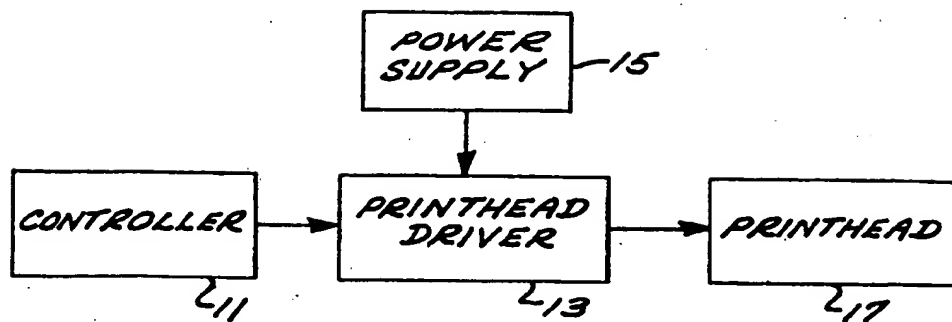 POWER
SUPPLY
15
CONTROLLER
11
PRINTHEAD
DRIVER
13
PRINTHEAD
17